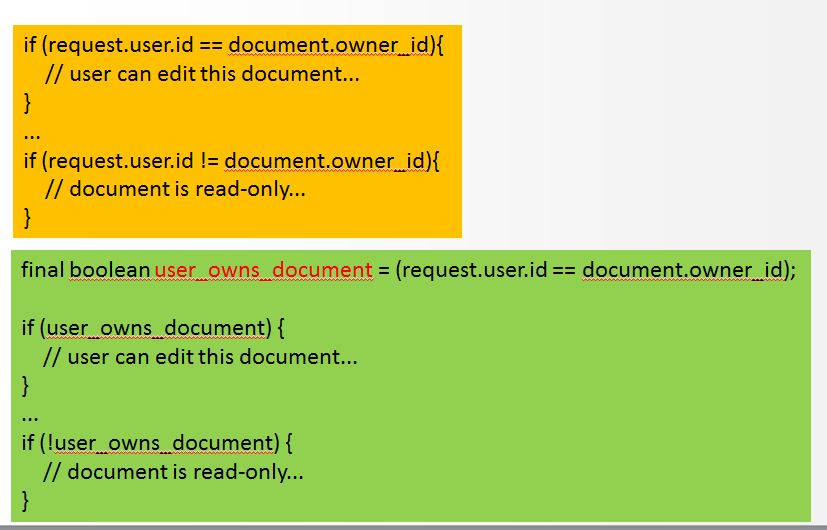 if (request.user.id == document.owner_id){
// user can edit this document...
}
...
if (request.user.id != document.owner_id){
// document is read-only...
}
final boolean user_owns_document = (request.user.id == document.owner_id);
if (user_owns_document) {
// user can edit this document...
}
...
if (!user_owns_document) {
// document is read-only...
}